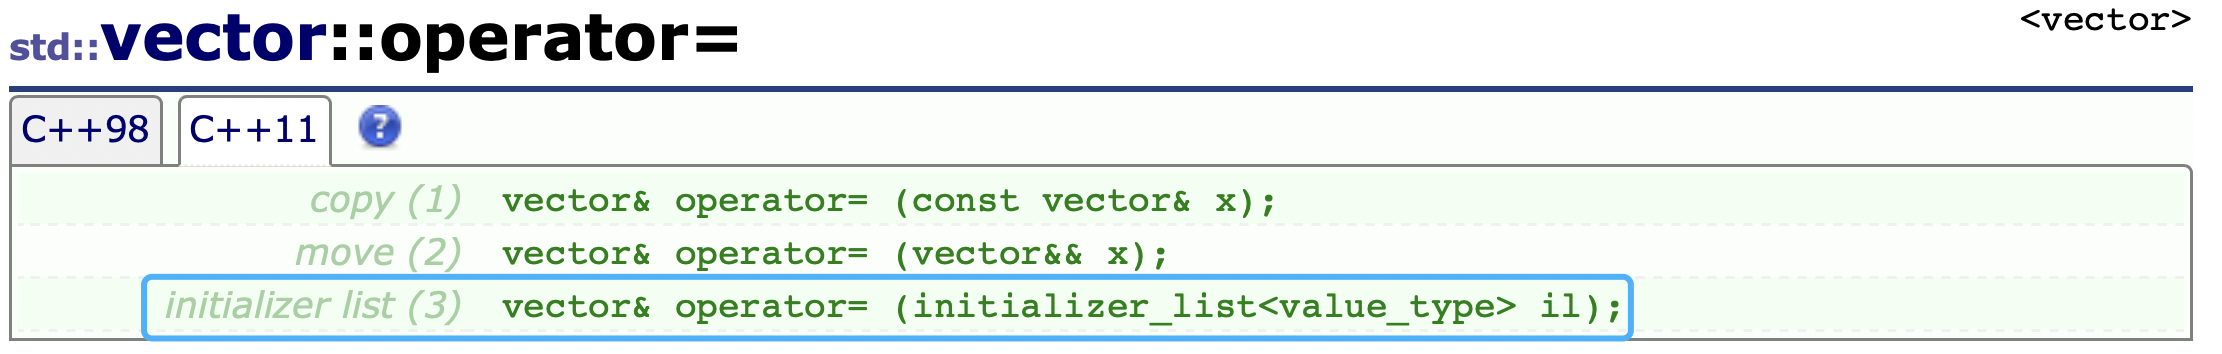 std::vector::operator=
<vector>
C++98
C++11
?
copy (1) vector& operator= (const vector& x);
move (2) vector& operator= (vector&& x);
initializer list (3) vector& operator= (initializer_list<value_type> il);